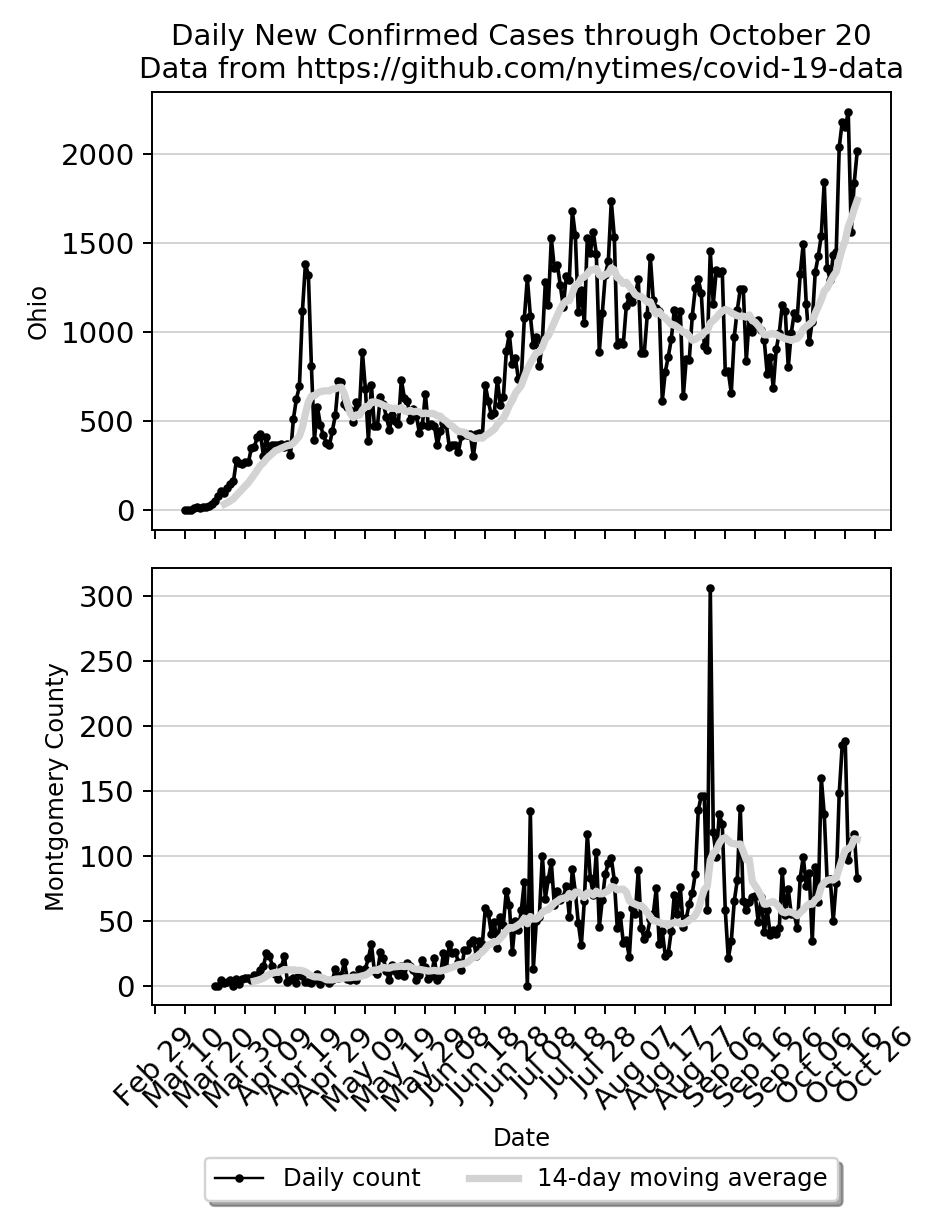 Daily New Confirmed Cases through October 20
Data from https://github.com/nytimes/covid-19-data
2000
1500
1000
500
0
Ohio
300
250
200
150
100
50
0
Montgomery County
Feb 29
Mar 10
Mar 20
Mar 30
Apr 09
Apr 19
Apr 29
May 09
May 19
May 29
Jun 08
Jun 18
Jun 28
Jul 08
Jul 18
Jul 28
Aug 07
Aug 17
Aug 27
Sep 06
Sep 16
Sep 26
Oct 06
Oct 16
Oct 26
Date
Daily count
14-day moving average